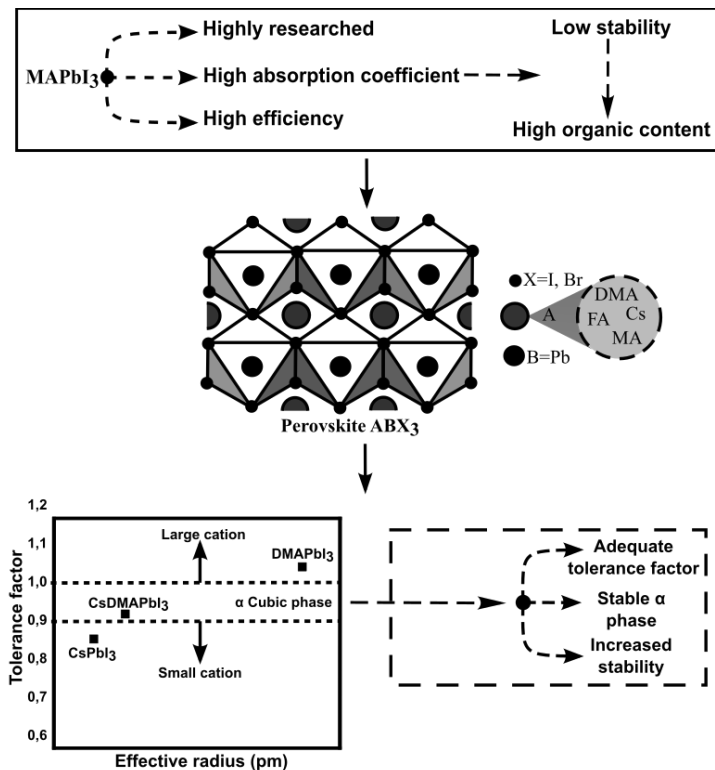 Highly researched
Low stability
MAPbI3
High absorption coefficient
High efficiency
High organic content
X=I, Br
A
DMA
FA Cs
MA
B=Pb
Perovskite ABX3
Tolerance factor
1,2
1,1
1,0
0,9
0,8
0,7
0,6
Large cation
DMAPbI3
CsDMAPbI3
α Cubic phase
CsPbI3
Small cation
Effective radius (pm)
Adequate
tolerance factor
Stable α
phase
Increased
stability